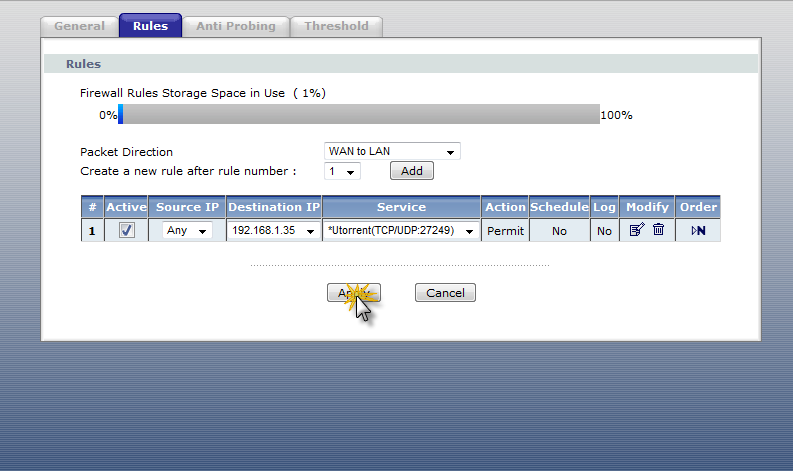 General Rules Anti Probing Threshold
Rules
Firewall Rules Storage Space in Use ( 1%)
0% 100%
Packet Direction WAN to LAN
Create a new rule after rule number : 1 Add
# Active Source IP Destination IP Service Action Schedule Log Modify Order
1 Any 192.168.1.35 *Utorrent(TCP/UDP:27249) Permit No No N
Apply Cancel